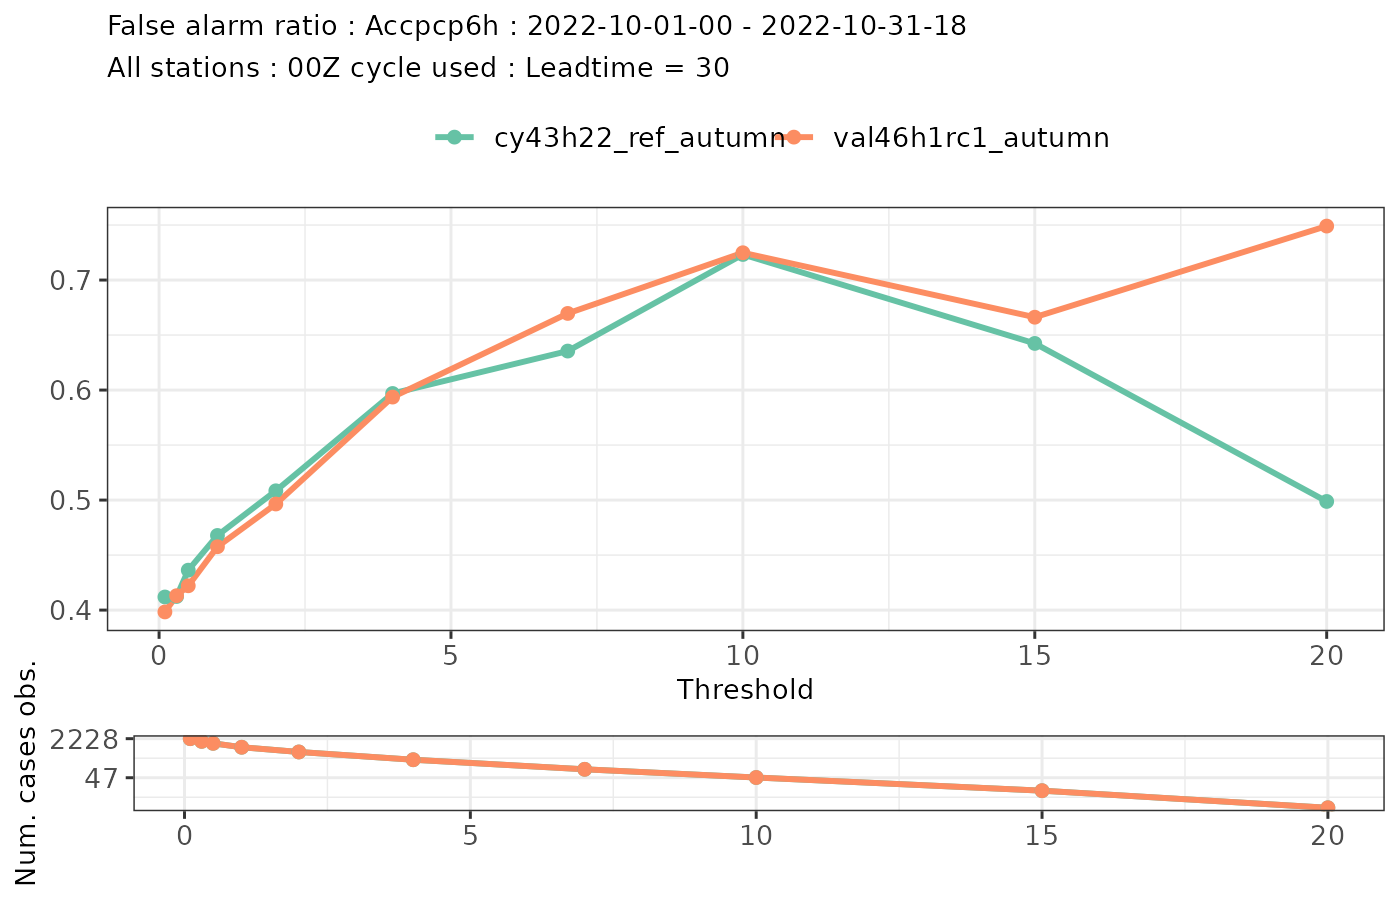 False alarm ratio : Accpcp6h : 2022-10-01-00 - 2022-10-31-18
All stations : 00Z cycle used : Leadtime = 30
cy43h22_ref_autumn val46h1rc1_autumn
0.7
0.6
0.5
0.4
0 5 10 15 20
Threshold
Num. cases obs.
2228
47
0 5 10 15 20